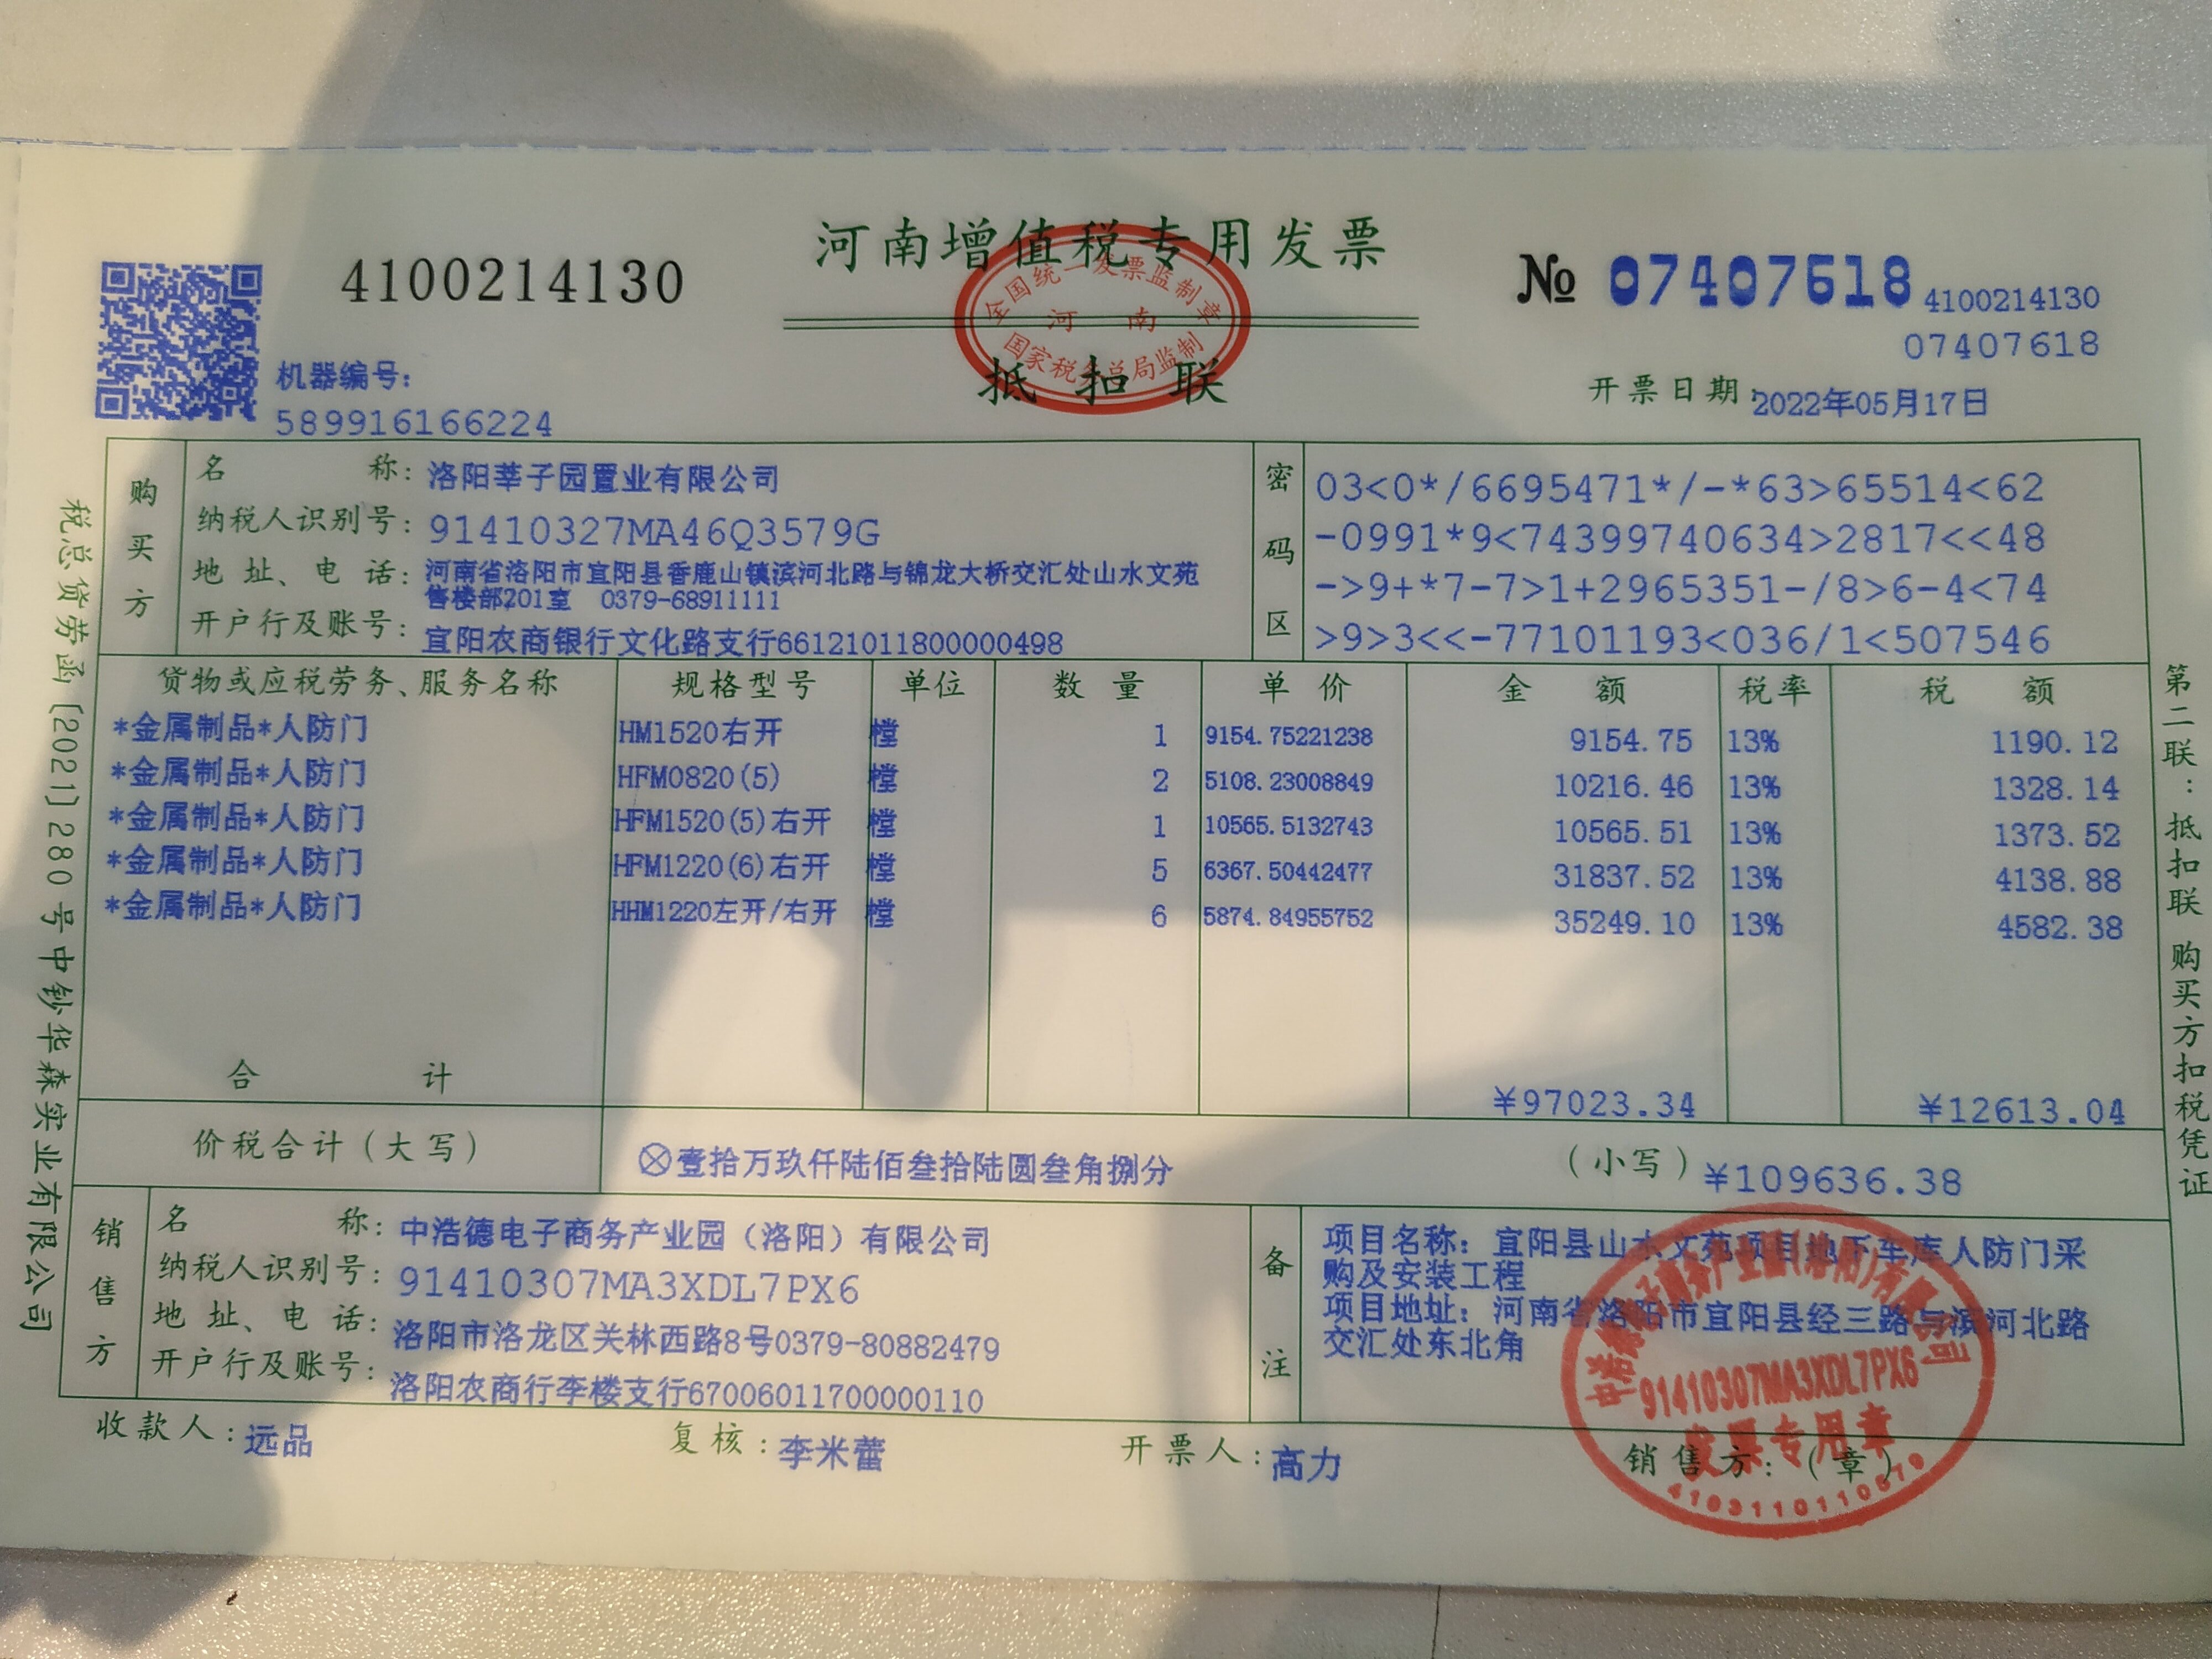 河南增值税专用发票
4100214130
№ 07407618
4100214130
07407618
全国统一发票监制章
河 南
国家税务总局监制
抵扣联
机器编号:
589916166224
开票日期: 2022年05月17日
购买方
名称: 洛阳莘子园置业有限公司
纳税人识别号: 91410327MA46Q3579G
地址、电话: 河南省洛阳市宜阳县香鹿山镇滨河北路与锦龙大桥交汇处山水文苑
售楼部201室 0379-68911111
开户行及账号: 宜阳农商银行文化路支行66121011800000498
密码区
03<0*/6695471*/-*63>65514<62
-0991*9<74399740634>2817<<48
->9+*7-7>1+2965351-/8>6-4<74
>9>3<<-77101193<036/1<507546
货物或应税劳务、服务名称 规格型号 单位 数量 单价 金额 税率 税额
*金属制品*人防门 HM1520右开 樘 1 9154.75221238 9154.75 13% 1190.12
*金属制品*人防门 HFM0820(5) 樘 2 5108.23008849 10216.46 13% 1328.14
*金属制品*人防门 HFM1520(5)右开 樘 1 10565.5132743 10565.51 13% 1373.52
*金属制品*人防门 HFM1220(6)右开 樘 5 6367.50442477 31837.52 13% 4138.88
*金属制品*人防门 HHM1220左开/右开 樘 6 5874.84955752 35249.10 13% 4582.38
合计 ¥97023.34 ¥12613.04
价税合计(大写) ⊗壹拾万玖仟陆佰叁拾陆圆叁角捌分 (小写) ¥109636.38
销售方
名称: 中浩德电子商务产业园（洛阳）有限公司
纳税人识别号: 91410307MA3XDL7PX6
地址、电话: 洛阳市洛龙区关林西路8号0379-80882479
开户行及账号: 洛阳农商行李楼支行67006011700000110
备注
项目名称: 宜阳县山水文苑项目地下车库人防门采
购及安装工程
项目地址: 河南省洛阳市宜阳县经三路与滨河北路
交汇处东北角
收款人: 远品 复核: 李米蕾 开票人: 高力 销售方:(章)
中浩德电子商务产业园(洛阳)有限公司
91410307MA3XDL7PX6
发票专用章
税总货劳函[2021]280号中钞华森实业有限公司
第二联:抵扣联 购买方扣税凭证